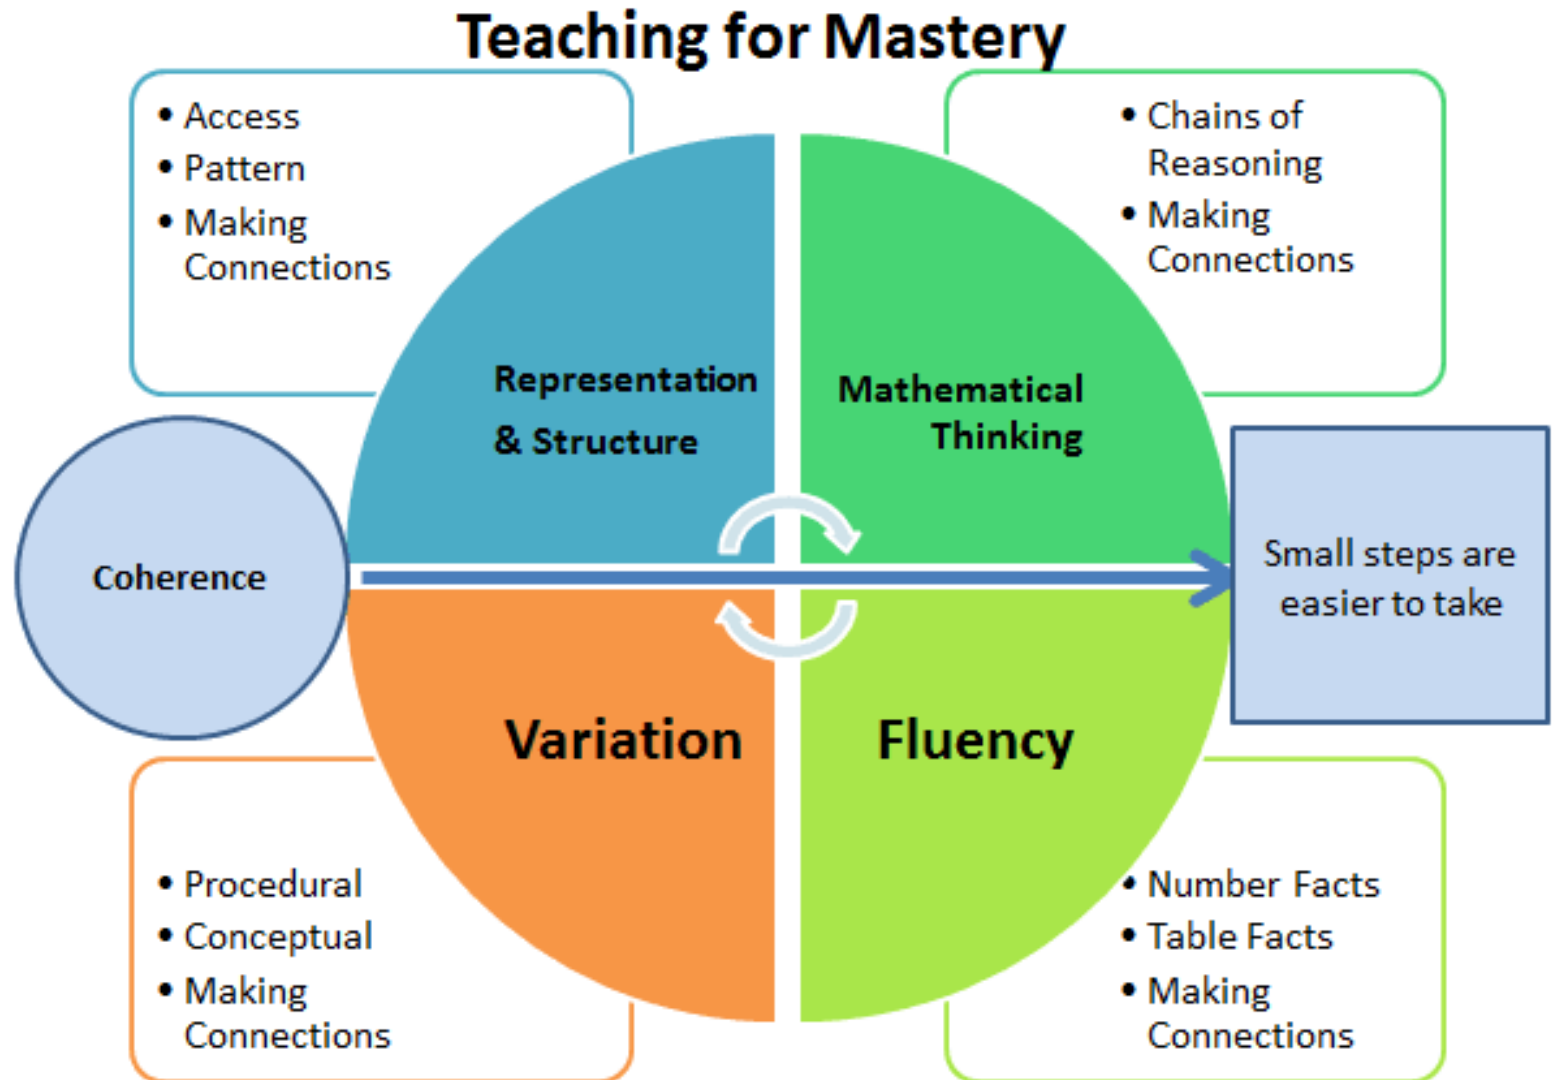 Teaching for Mastery
• Access
• Pattern
• Making
Connections
• Chains of
Reasoning
• Making
Connections
Representation
& Structure
Mathematical
Thinking
Coherence
Small steps are
easier to take
Variation
Fluency
• Procedural
• Conceptual
• Making
Connections
• Number Facts
• Table Facts
• Making
Connections